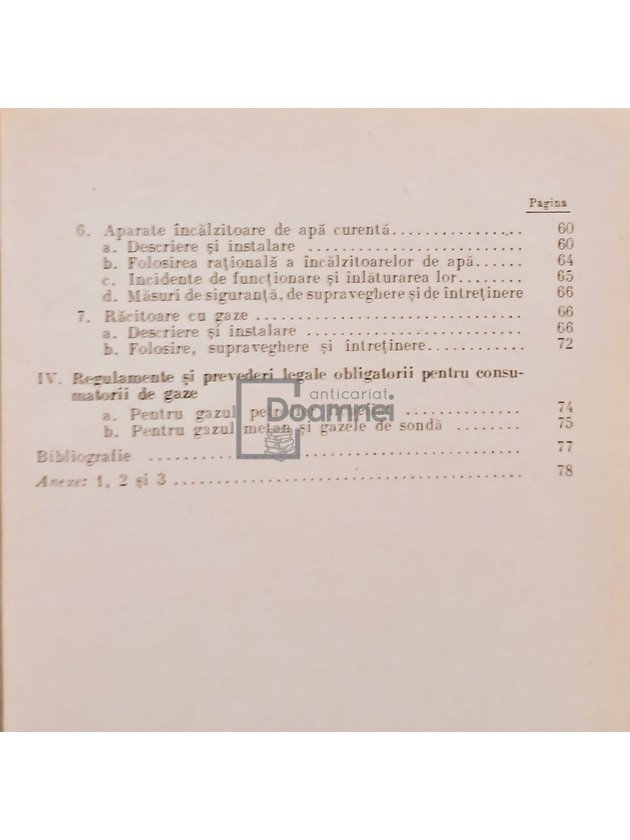 Pagina
6. Aparate încălzitoare de apă curentă 60
a. Descriere și instalare 60
b. Folosirea rațională a încălzitoarelor de apă 64
c. Incidente de funcționare și înlăturarea lor 65
d. Măsuri de siguranță, de supraveghere și de întreținere 66
7. Răcitoare cu gaze 66
a. Descriere și instalare 66
b. Folosire, supraveghere și întreținere 72
IV. Regulamente și prevederi legale obligatorii pentru consu-
matorii de gaze
anticariat
Doamnei
a. Pentru gazul 74
b. Pentru gazul metan și gazele de sondă 75
Bibliografie 77
Anexe: 1, 2 și 3 78